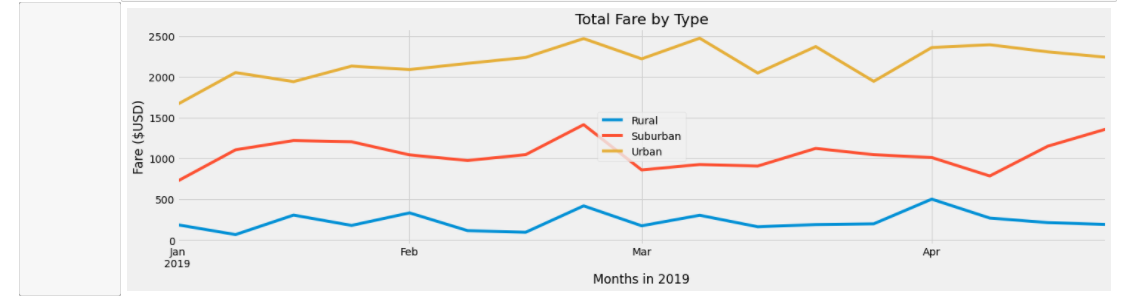 Total Fare by Type
Fare ($USD)
2500
2000
1500
1000
500
0
Rural
Suburban
Urban
Jan
2019
Feb
Mar
Apr
Months in 2019